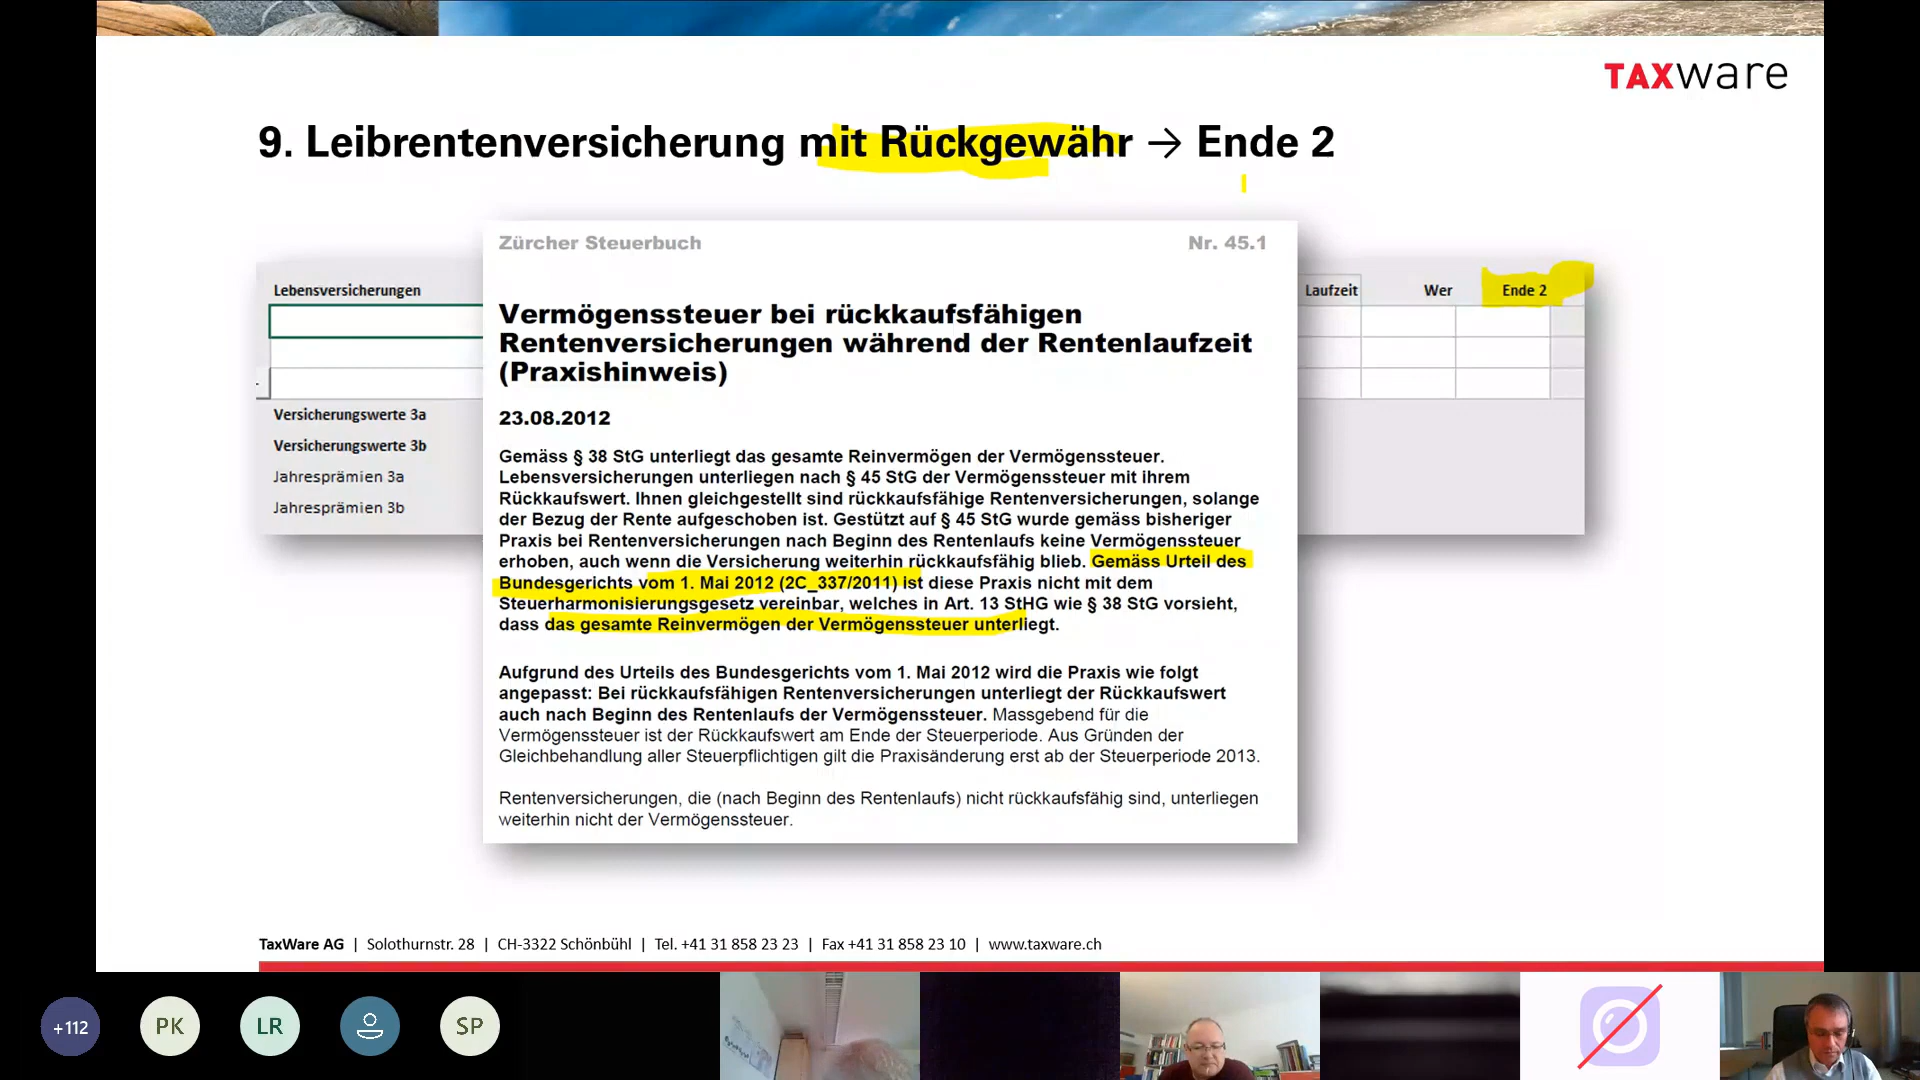 TAXware
9. Leibrentenversicherung mit Rückgewähr → Ende 2
Zürcher Steuerbuch Nr. 45.1
Lebensversicherungen
Laufzeit Wer Ende 2
Vermögenssteuer bei rückkaufsfähigen
Rentenversicherungen während der Rentenlaufzeit
(Praxishinweis)
23.08.2012
Versicherungswerte 3a
Versicherungswerte 3b
Jahresprämien 3a
Jahresprämien 3b
Gemäss § 38 StG unterliegt das gesamte Reinvermögen der Vermögenssteuer.
Lebensversicherungen unterliegen nach § 45 StG der Vermögenssteuer mit ihrem
Rückkaufswert. Ihnen gleichgestellt sind rückkaufsfähige Rentenversicherungen, solange
der Bezug der Rente aufgeschoben ist. Gestützt auf § 45 StG wurde gemäss bisheriger
Praxis bei Rentenversicherungen nach Beginn des Rentenlaufs keine Vermögenssteuer
erhoben, auch wenn die Versicherung weiterhin rückkaufsfähig blieb. Gemäss Urteil des
Bundesgerichts vom 1. Mai 2012 (2C_337/2011) ist diese Praxis nicht mit dem
Steuerharmonisierungsgesetz vereinbar, welches in Art. 13 StHG wie § 38 StG vorsieht,
dass das gesamte Reinvermögen der Vermögenssteuer unterliegt.
Aufgrund des Urteils des Bundesgerichts vom 1. Mai 2012 wird die Praxis wie folgt
angepasst: Bei rückkaufsfähigen Rentenversicherungen unterliegt der Rückkaufswert
auch nach Beginn des Rentenlaufs der Vermögenssteuer. Massgebend für die
Vermögenssteuer ist der Rückkaufswert am Ende der Steuerperiode. Aus Gründen der
Gleichbehandlung aller Steuerpflichtigen gilt die Praxisänderung erst ab der Steuerperiode 2013.
Rentenversicherungen, die (nach Beginn des Rentenlaufs) nicht rückkaufsfähig sind, unterliegen
weiterhin nicht der Vermögenssteuer.
TaxWare AG | Solothurnstr. 28 | CH-3322 Schönbühl | Tel. +41 31 858 23 23 | Fax +41 31 858 23 10 | www.taxware.ch
+112 PK LR SP